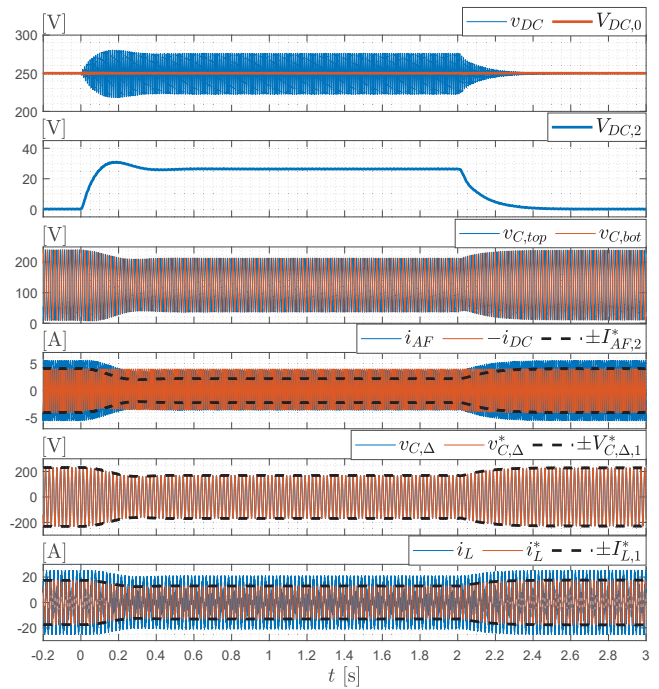 [V]
v_DC V_DC,0
300
250
200
[V]
V_DC,2
40
20
0
[V]
v_C,top v_C,bot
200
100
0
[A]
i_AF −i_DC ±I*_AF,2
5
0
-5
[V]
v_C,Δ v*_C,Δ ±V*_C,Δ,1
200
0
-200
[A]
i_L i*_L ±I*_L,1
20
0
-20
-0.2 0 0.2 0.4 0.6 0.8 1 1.2 1.4 1.6 1.8 2 2.2 2.4 2.6 2.8 3
t [s]